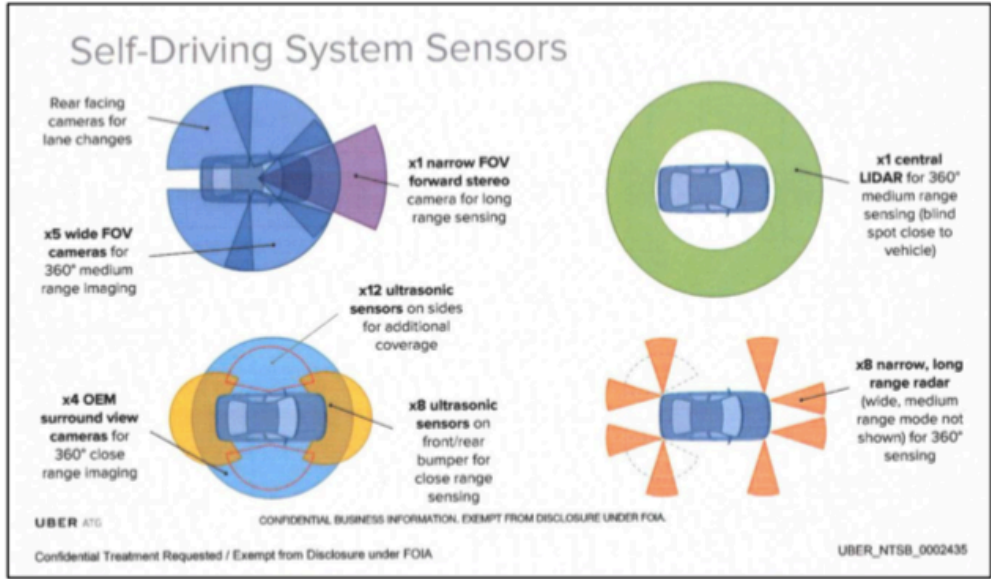 Self-Driving System Sensors
Rear facing
cameras for
lane changes
x1 narrow FOV
forward stereo
camera for long
range sensing
x5 wide FOV
cameras for
360° medium
range imaging
x1 central
LIDAR for 360°
medium range
sensing (blind
spot close to
vehicle)
x12 ultrasonic
sensors on sides
for additional
coverage
x4 OEM
surround view
cameras for
360° close
range imaging
x8 ultrasonic
sensors on
front/rear
bumper for
close range
sensing
x8 narrow, long
range radar
(wide, medium
range mode not
shown) for 360°
sensing
UBER ATG
CONFIDENTIAL BUSINESS INFORMATION. EXEMPT FROM DISCLOSURE UNDER FOIA.
Confidential Treatment Requested / Exempt from Disclosure under FOIA
UBER_NTSB_0002435